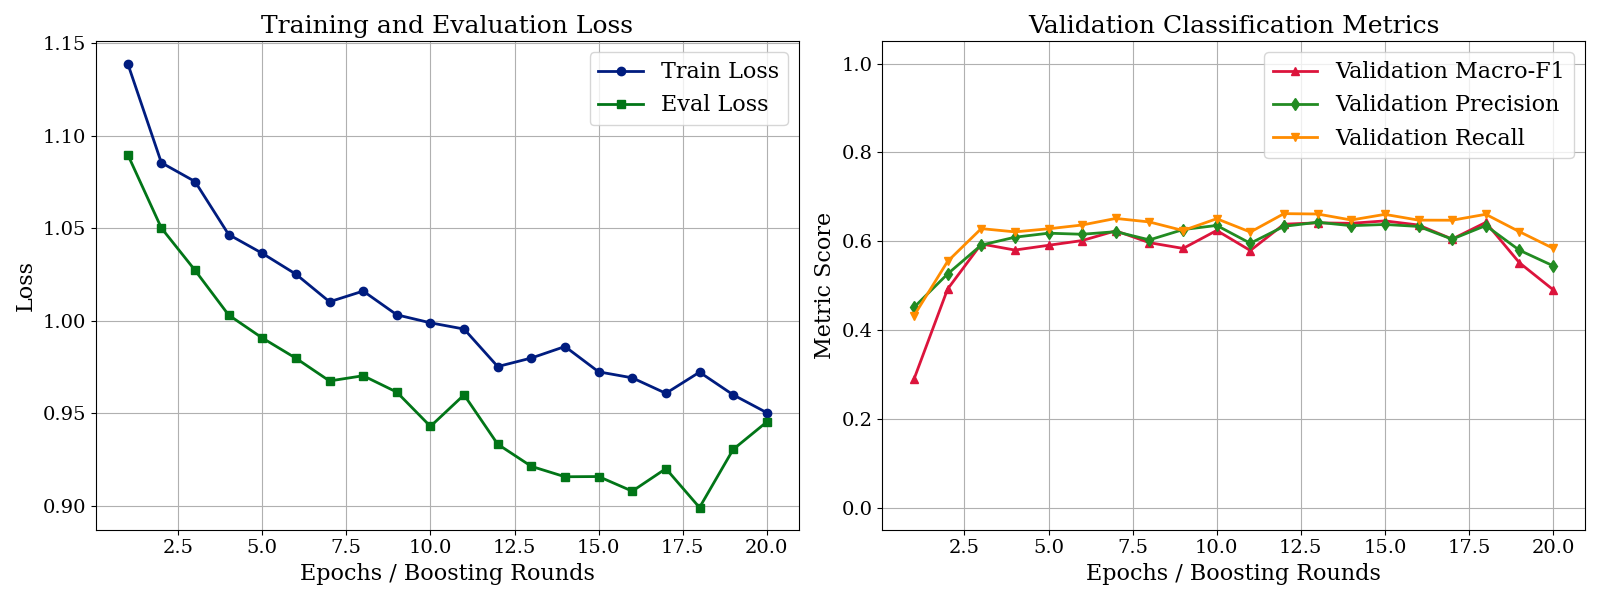 Training and Evaluation Loss
Train Loss
Eval Loss
Loss
1.15
1.10
1.05
1.00
0.95
0.90
2.5 5.0 7.5 10.0 12.5 15.0 17.5 20.0
Epochs / Boosting Rounds
Validation Classification Metrics
Validation Macro-F1
Validation Precision
Validation Recall
Metric Score
1.0
0.8
0.6
0.4
0.2
0.0
2.5 5.0 7.5 10.0 12.5 15.0 17.5 20.0
Epochs / Boosting Rounds